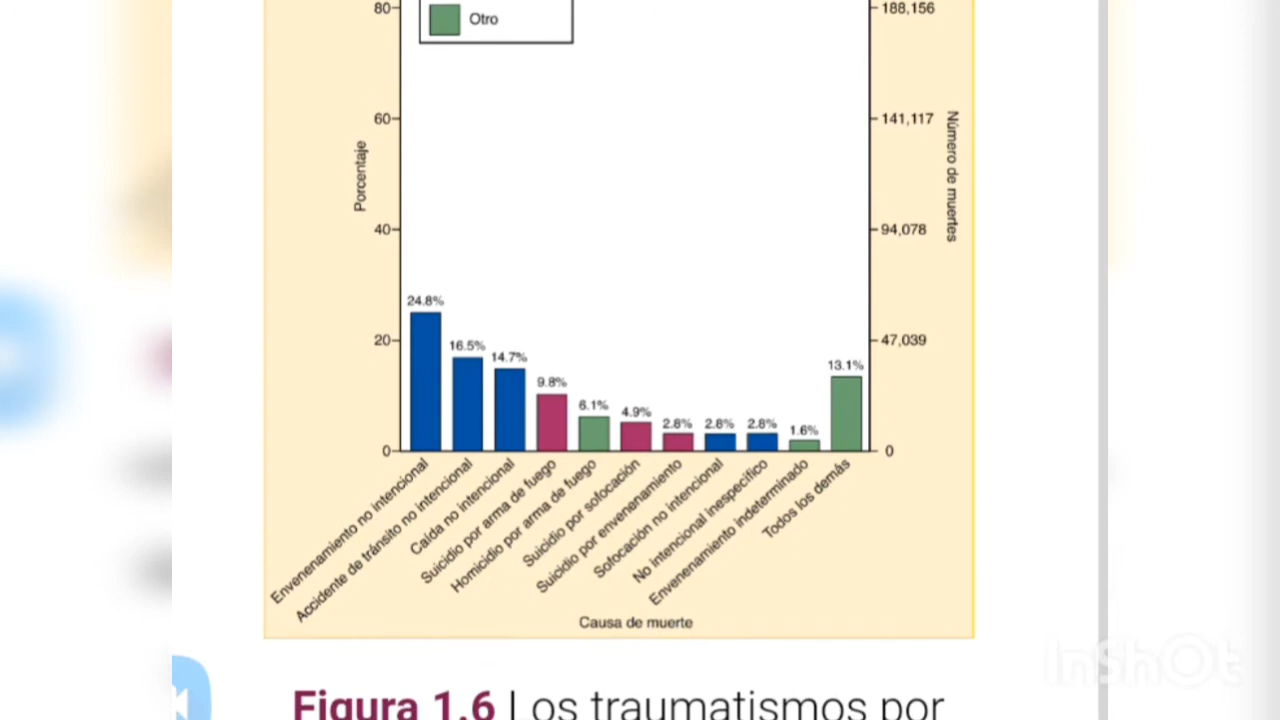 80
188,156
Otro
60
141,117
Porcentaje
Número de muertes
40
94,078
24.8%
20
47,039
16.5%
14.7%
13.1%
9.8%
6.1%
4.9%
2.8%
2.8%
2.8%
1.6%
0
0
Envenenamiento no intencional
Accidente de tránsito no intencional
Caída no intencional
Suicidio por arma de fuego
Homicidio por arma de fuego
Suicidio por sofocación
Suicidio por envenenamiento
Sofocación no intencional
No intencional inespecífico
Envenenamiento indeterminado
Todos los demás
Causa de muerte
Figura 1.6 Los traumatismos por
InShOt